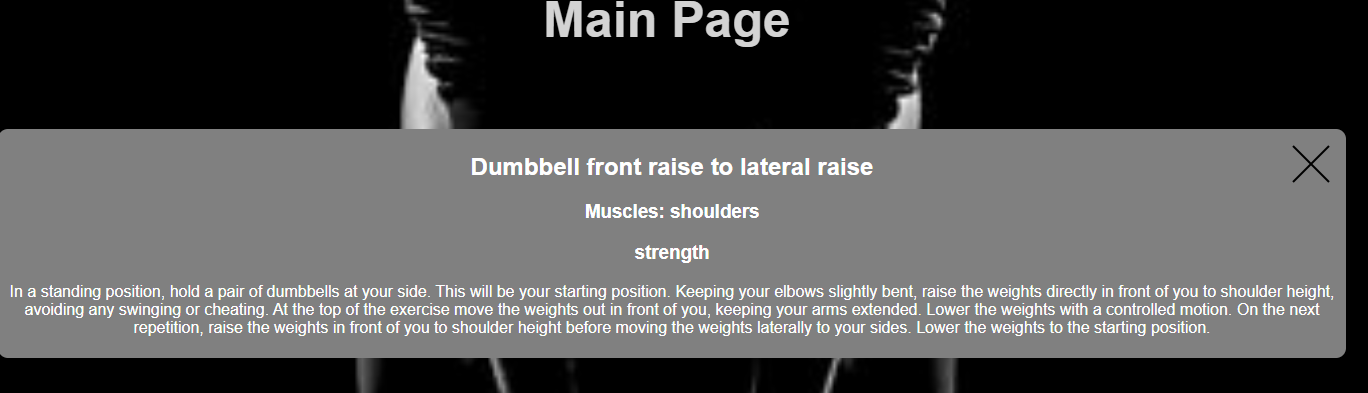 Main Page
Dumbbell front raise to lateral raise
Muscles: shoulders
strength
In a standing position, hold a pair of dumbbells at your side. This will be your starting position. Keeping your elbows slightly bent, raise the weights directly in front of you to shoulder height,
avoiding any swinging or cheating. At the top of the exercise move the weights out in front of you, keeping your arms extended. Lower the weights with a controlled motion. On the next
repetition, raise the weights in front of you to shoulder height before moving the weights laterally to your sides. Lower the weights to the starting position.